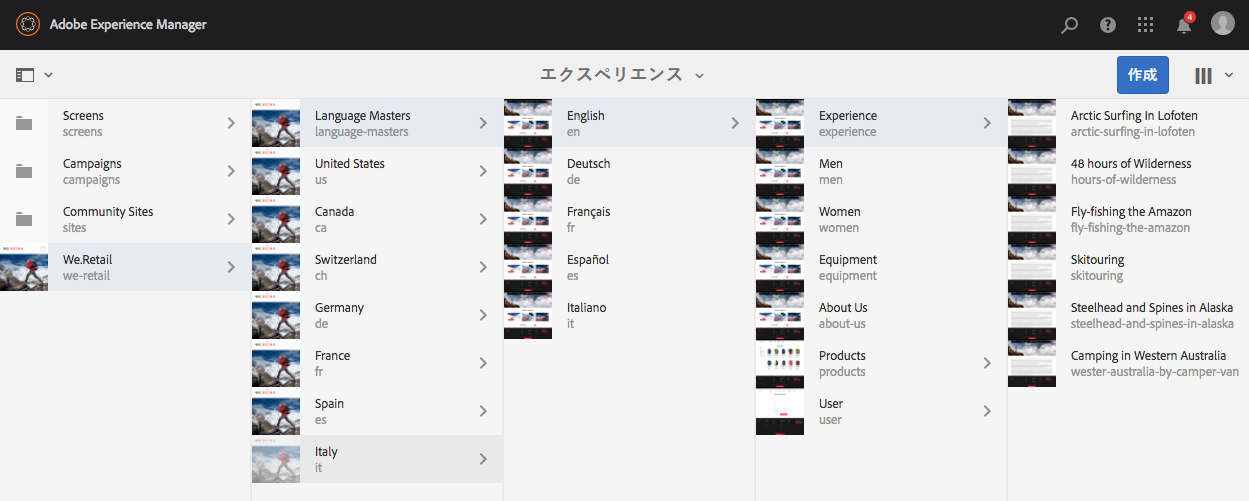 Adobe Experience Manager
4
エクスペリエンス
作成
Screens
screens
Campaigns
campaigns
Community Sites
sites
We.Retail
we-retail
Language Masters
language-masters
United States
us
Canada
ca
Switzerland
ch
Germany
de
France
fr
Spain
es
Italy
it
English
en
Deutsch
de
Français
fr
Español
es
Italiano
it
Experience
experience
Men
men
Women
women
Equipment
equipment
About Us
about-us
Products
products
User
user
Arctic Surfing In Lofoten
arctic-surfing-in-lofoten
48 hours of Wilderness
hours-of-wilderness
Fly-fishing the Amazon
fly-fishing-the-amazon
Skitouring
skitouring
Steelhead and Spines in Alaska
steelhead-and-spines-in-alaska
Camping in Western Australia
wester-australia-by-camper-van